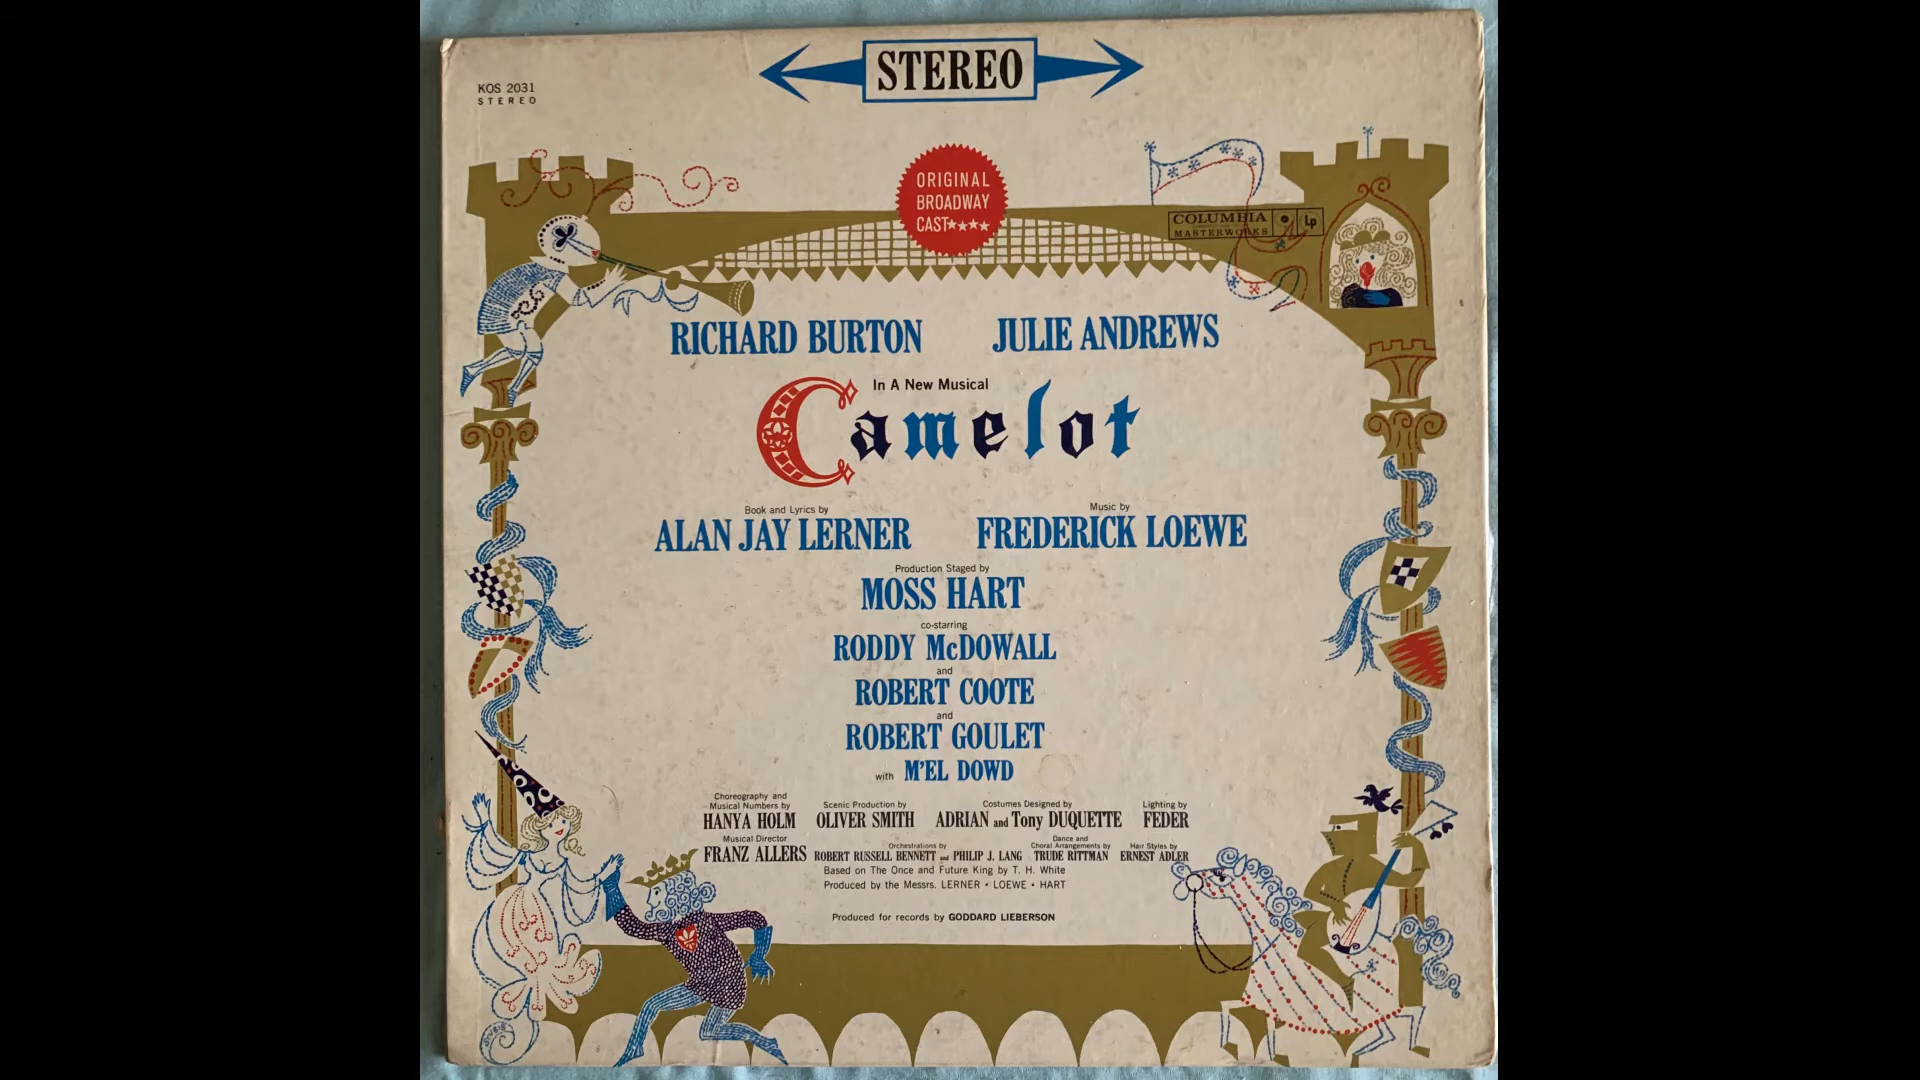 STEREO
KOS 2031
STEREO
ORIGINAL
BROADWAY
CAST★★★★
COLUMBIA
MASTERWORKS
Lp
RICHARD BURTON JULIE ANDREWS
In A New Musical
Camelot
Book and Lyrics by Music by
ALAN JAY LERNER FREDERICK LOEWE
Production Staged by
MOSS HART
co-starring
RODDY McDOWALL
and
ROBERT COOTE
and
ROBERT GOULET
with M'EL DOWD
Choreography and
Musical Numbers by Scenic Production by Costumes Designed by Lighting by
HANYA HOLM OLIVER SMITH ADRIAN and Tony DUQUETTE FEDER
Musical Director Orchestrations by Dance and Choral Arrangements by Hair Styles by
FRANZ ALLERS ROBERT RUSSELL BENNETT and PHILIP J. LANG TRUDE RITTMAN ERNEST ADLER
Based on The Once and Future King by T. H. White
Produced by the Messrs. LERNER • LOEWE • HART
Produced for records by GODDARD LIEBERSON